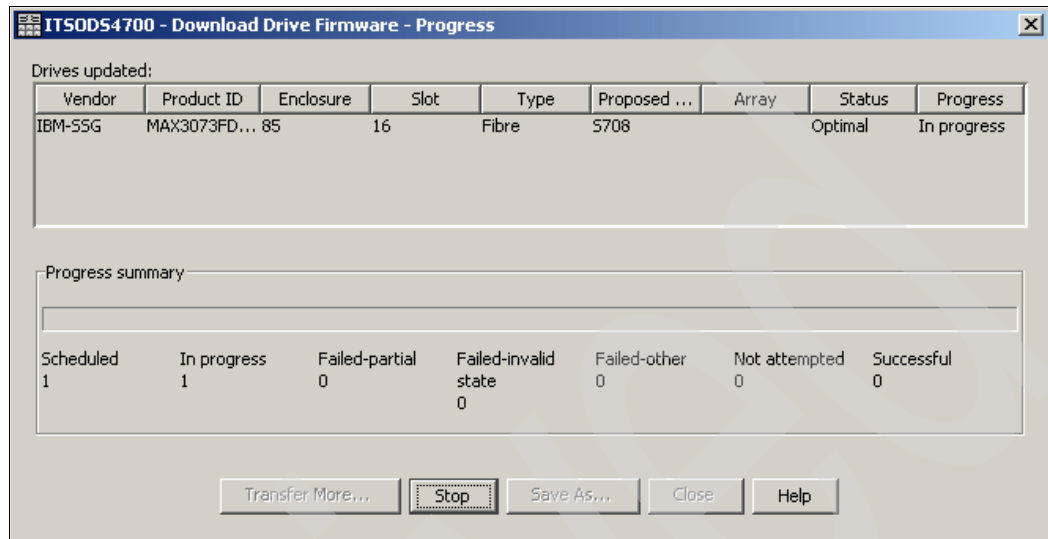 ITSODS4700 - Download Drive Firmware - Progress
Drives updated:
Vendor Product ID Enclosure Slot Type Proposed ... Array Status Progress
IBM-SSG MAX3073FD... 85 16 Fibre S708 Optimal In progress
Progress summary
Scheduled In progress Failed-partial Failed-invalid state Failed-other Not attempted Successful
1 1 0 0 0 0 0
Transfer More... Stop Save As... Close Help